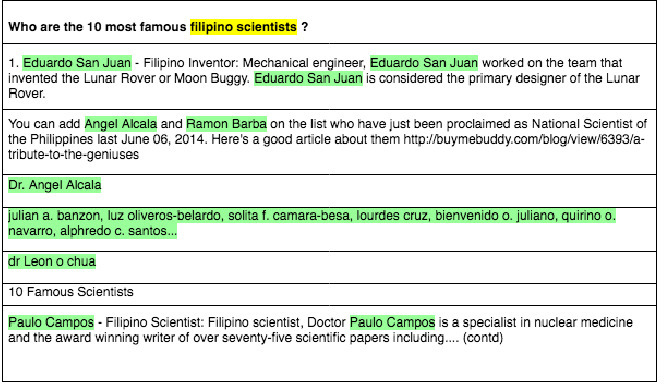 Who are the 10 most famous filipino scientists ?
1. Eduardo San Juan - Filipino Inventor: Mechanical engineer, Eduardo San Juan worked on the team that
invented the Lunar Rover or Moon Buggy. Eduardo San Juan is considered the primary designer of the Lunar
Rover.
You can add Angel Alcala and Ramon Barba on the list who have just been proclaimed as National Scientist of
the Philippines last June 06, 2014. Here's a good article about them http://buymebuddy.com/blog/view/6393/a-
tribute-to-the-geniuses
Dr. Angel Alcala
julian a. banzon, luz oliveros-belardo, solita f. camara-besa, lourdes cruz, bienvenido o. juliano, quirino o.
navarro, alphredo c. santos...
dr Leon o chua
10 Famous Scientists
Paulo Campos - Filipino Scientist: Filipino scientist, Doctor Paulo Campos is a specialist in nuclear medicine
and the award winning writer of over seventy-five scientific papers including.... (contd)